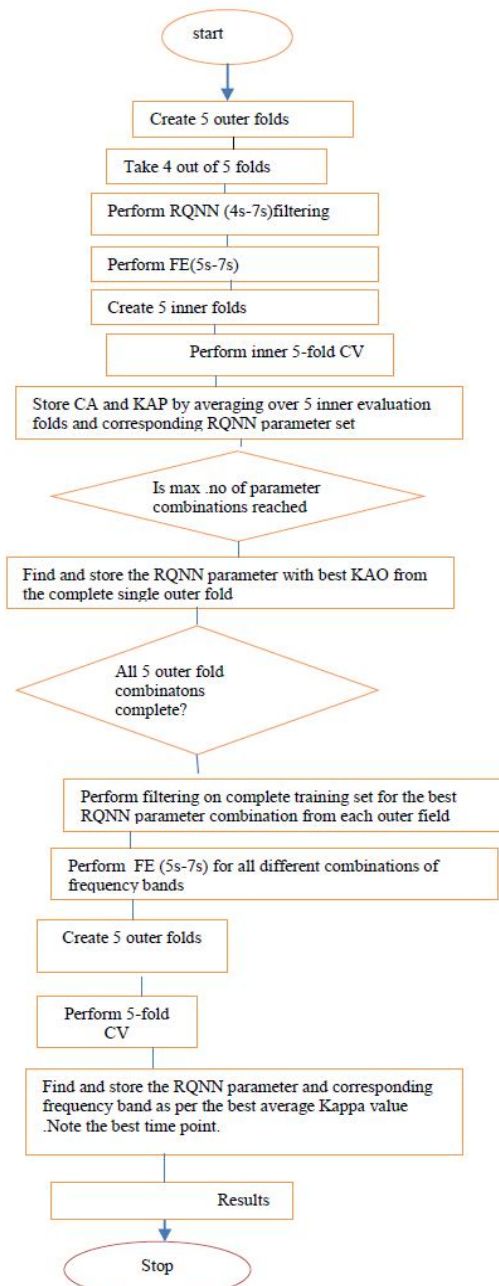 start
Create 5 outer folds
Take 4 out of 5 folds
Perform RQNN (4s-7s)filtering
Perform FE(5s-7s)
Create 5 inner folds
Perform inner 5-fold CV
Store CA and KAP by averaging over 5 inner evaluation
folds and corresponding RQNN parameter set
Is max .no of parameter
combinations reached
Find and store the RQNN parameter with best KAO from
the complete single outer fold
All 5 outer fold
combinatons
complete?
Perform filtering on complete training set for the best
RQNN parameter combination from each outer field
Perform FE (5s-7s) for all different combinations of
frequency bands
Create 5 outer folds
Perform 5-fold
CV
Find and store the RQNN parameter and corresponding
frequency band as per the best average Kappa value
.Note the best time point.
Results
Stop